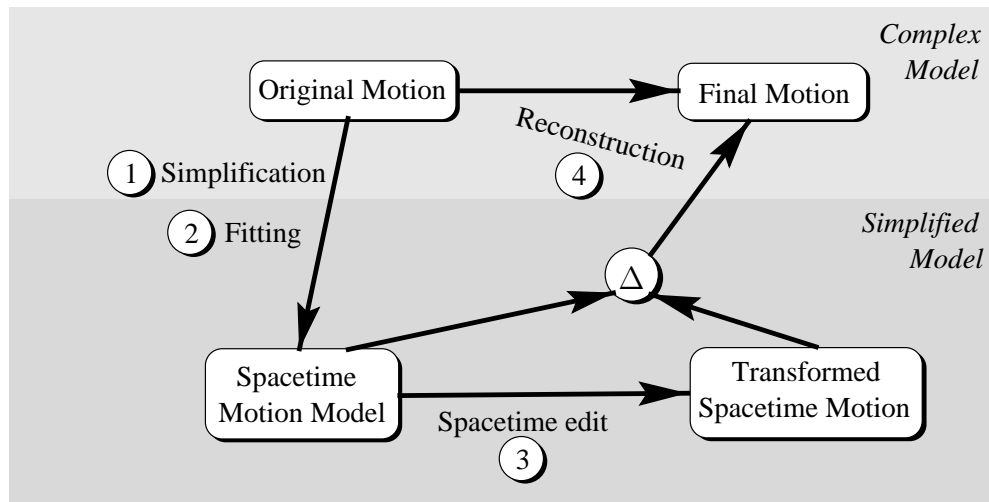 Complex
Model
Original Motion
Final Motion
Reconstruction
4
1 Simplification
2 Fitting
Simplified
Model
Δ
Spacetime
Motion Model
Transformed
Spacetime Motion
Spacetime edit
3